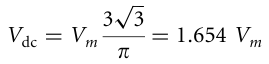 V_dc = V_m 3√3/π = 1.654 V_m